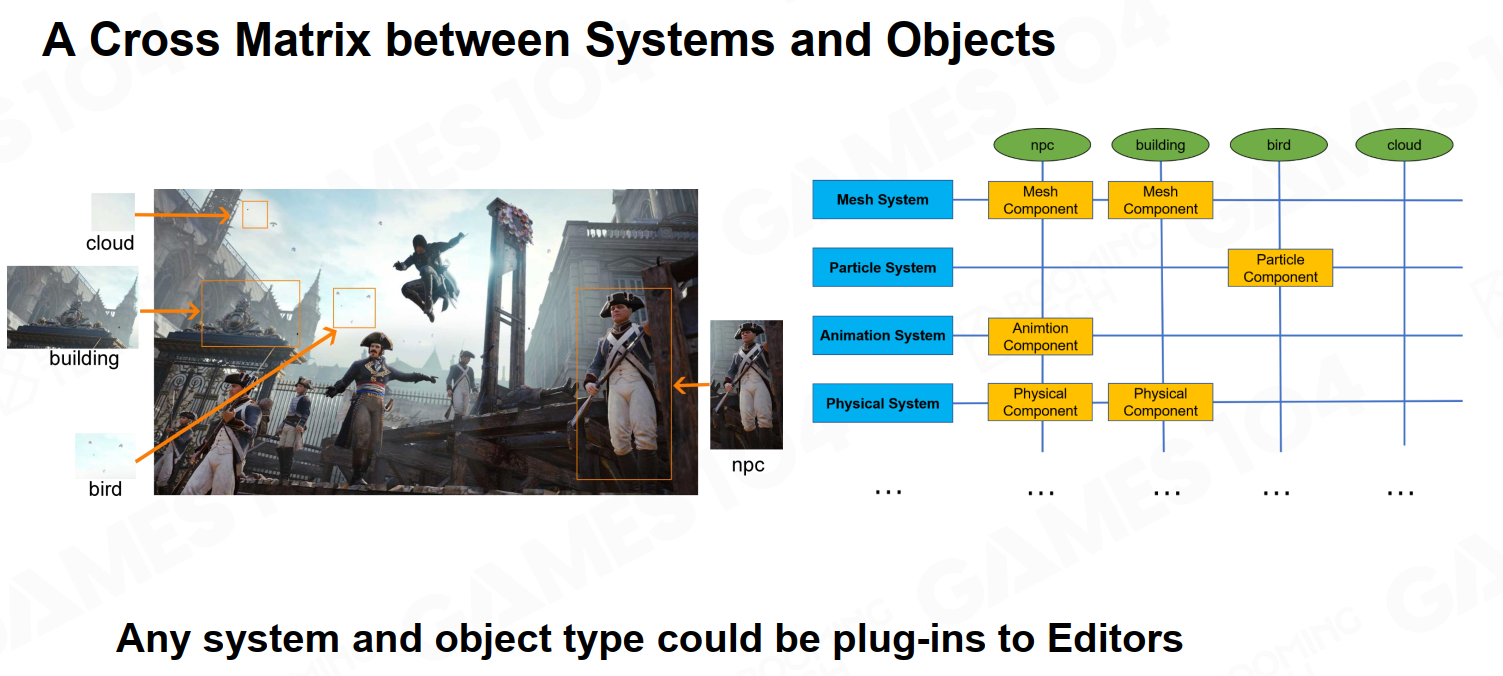 A Cross Matrix between Systems and Objects
cloud
building
bird
npc
npc building bird cloud
Mesh System
Mesh
Component
Mesh
Component
Particle System
Particle
Component
Animation System
Animtion
Component
Physical System
Physical
Component
Physical
Component
... ... ... ... ...
Any system and object type could be plug-ins to Editors
GAMES 104